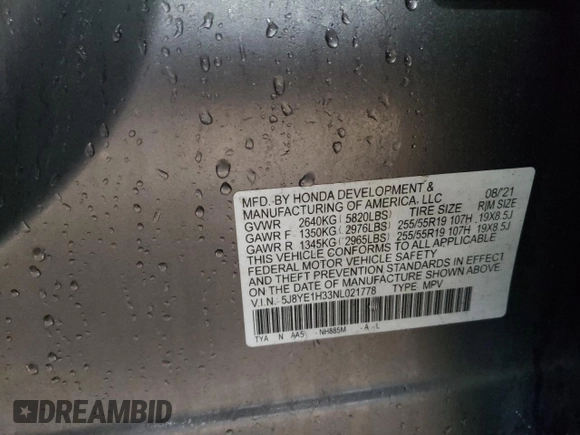 MFD. BY HONDA DEVELOPMENT & 08/21
MANUFACTURING OF AMERICA, LLC
GVWR 2640KG ( 5820LBS) TIRE SIZE RIM SIZE
GAWR F 1350KG ( 2976LBS) 255/55R19 107H , 19X8.5J
GAWR R 1345KG ( 2965LBS) 255/55R19 107H , 19X8.5J
THIS VEHICLE CONFORMS TO ALL APPLICABLE
FEDERAL MOTOR VEHICLE SAFETY
AND THEFT PREVENTION STANDARDS IN EFFECT
ON THE DATE OF MANUFACTURE SHOWN ABOVE.
V.I.N.: 5J8YE1H33NL021778 TYPE: MPV
TYA N AA5 NH885M A L
DREAMBID